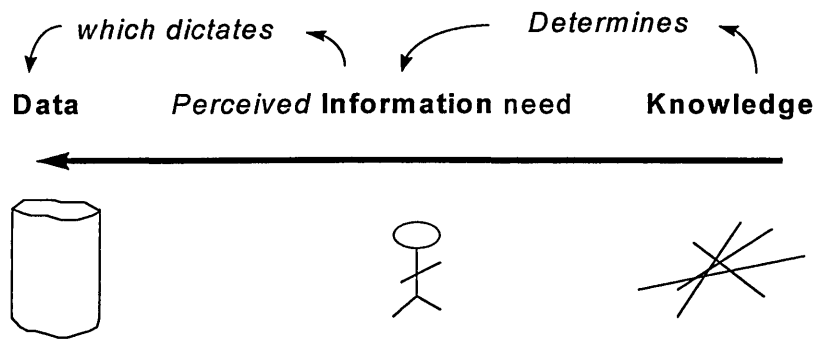 which dictates Determines
Data Perceived Information need Knowledge